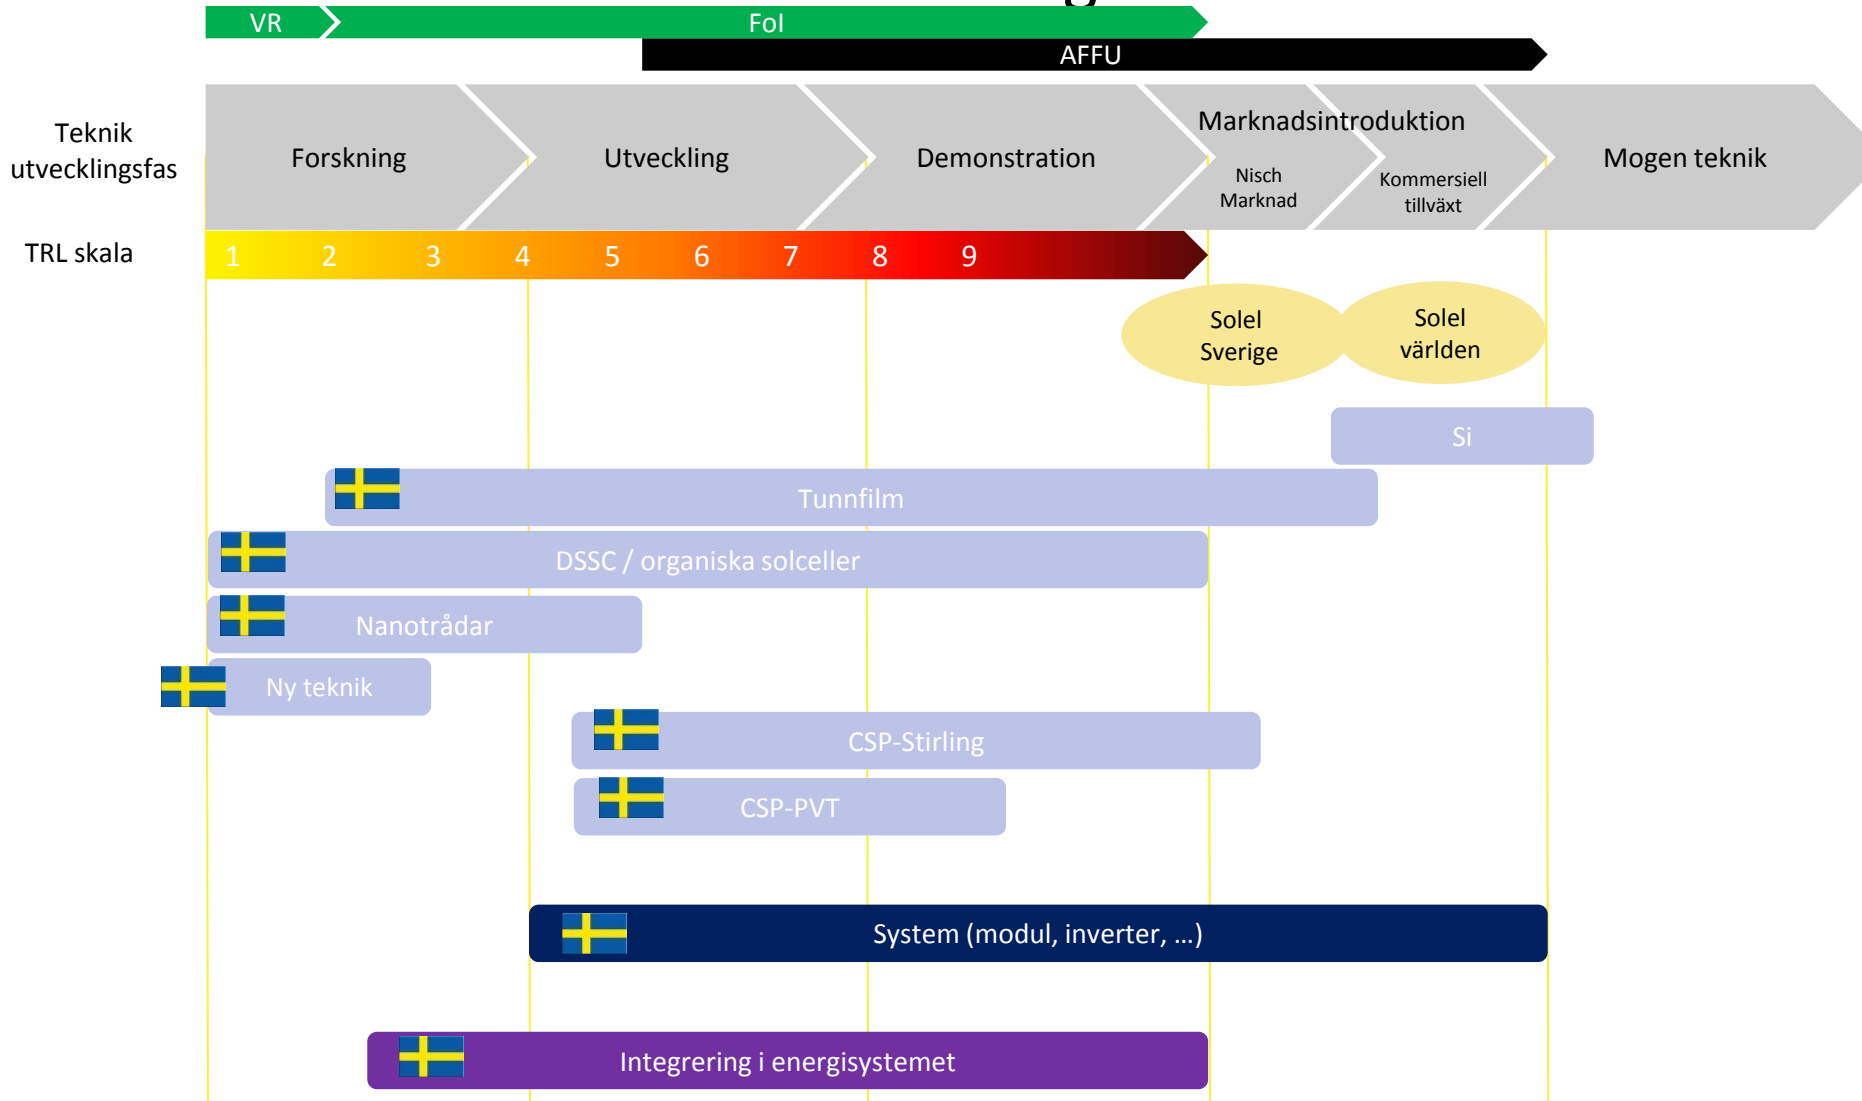 VR
FoI
AFFU
Teknik
utvecklingsfas
Forskning
Utveckling
Demonstration
Marknadsintroduktion
Nisch
Marknad
Kommersiell
tillväxt
Mogen teknik
TRL skala
1 2 3 4 5 6 7 8 9
Solel
Sverige
Solel
världen
Si
Tunnfilm
DSSC / organiska solceller
Nanotrådar
Ny teknik
CSP-Stirling
CSP-PVT
System (modul, inverter, ...)
Integrering i energisystemet